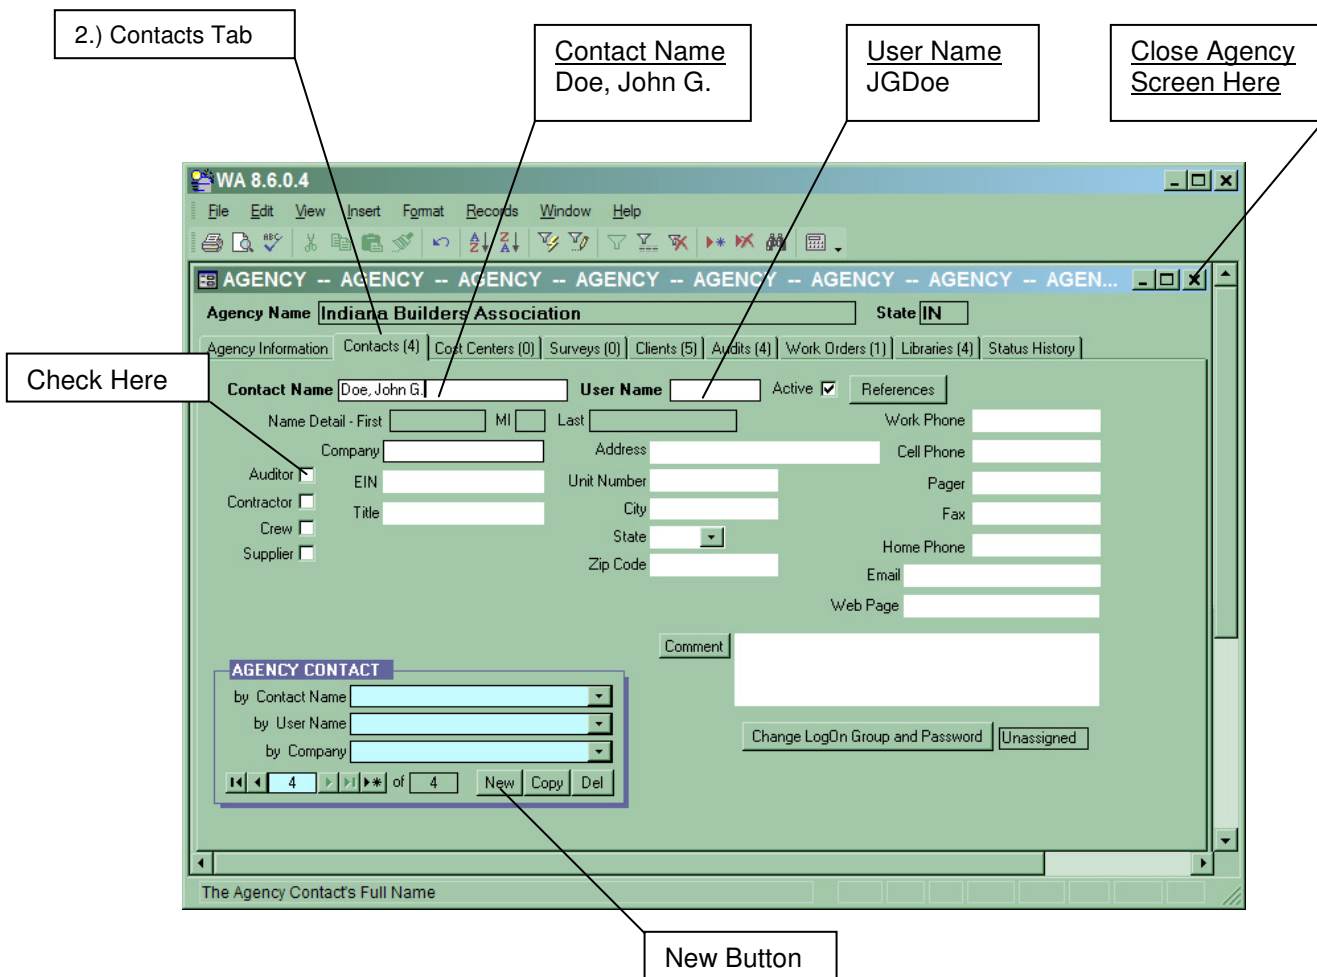 2.) Contacts Tab
Contact Name
Doe, John G.
User Name
JGDoe
Close Agency
Screen Here
WA 8.6.0.4
File Edit View Insert Format Records Window Help
AGENCY -- AGENCY -- AGENCY -- AGENCY -- AGENCY -- AGENCY -- AGENCY -- AGEN...
Agency Name Indiana Builders Association State IN
Agency Information Contacts (4) Cost Centers (0) Surveys (0) Clients (5) Audits (4) Work Orders (1) Libraries (4) Status History
Check Here
Contact Name Doe, John G. User Name Active References
Name Detail - First MI Last Work Phone
Company Address Cell Phone
Auditor EIN Unit Number Pager
Contractor Title City Fax
Crew State Home Phone
Supplier Zip Code Email
Web Page
Comment
AGENCY CONTACT
by Contact Name
by User Name
by Company
4 of 4 New Copy Del
Change LogOn Group and Password Unassigned
The Agency Contact's Full Name
New Button